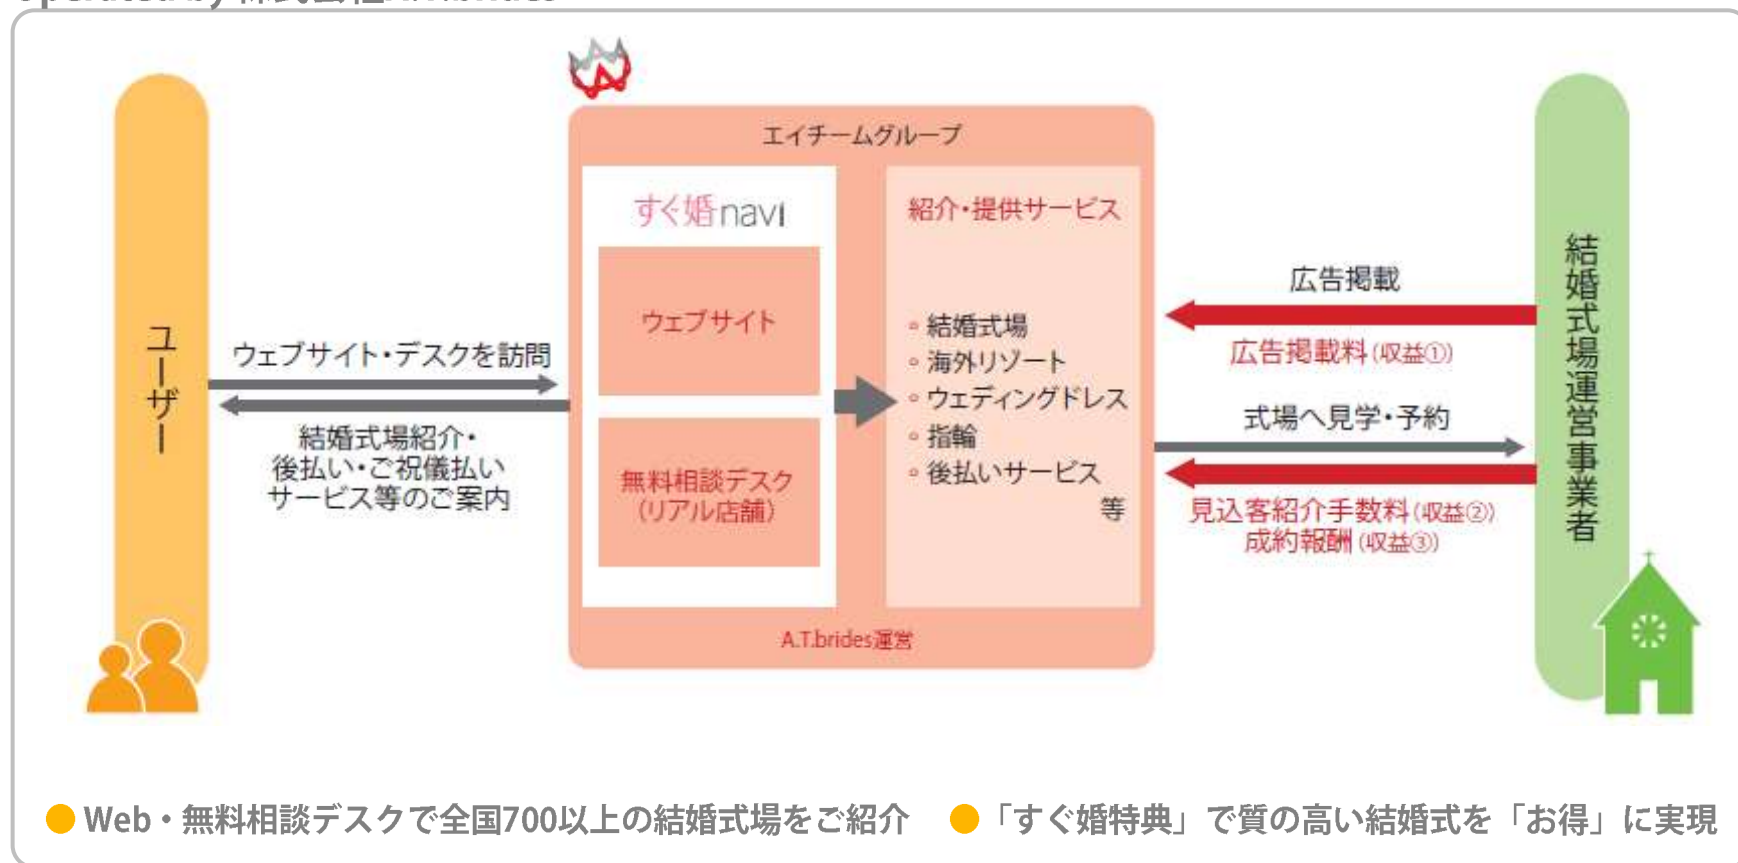 operated by 株式会社A.T.brides
エイチームグループ
ユーザー
ウェブサイト・デスクを訪問
結婚式場紹介・
後払い・ご祝儀払い
サービス等のご案内
すぐ婚navi
ウェブサイト
無料相談デスク
(リアル店舗)
紹介・提供サービス
◦ 結婚式場
◦ 海外リゾート
◦ ウェディングドレス
◦ 指輪
◦ 後払いサービス
等
A.T.brides運営
広告掲載
広告掲載料(収益①)
式場へ見学・予約
見込客紹介手数料(収益②)
成約報酬(収益③)
結婚式場運営事業者
● Web・無料相談デスクで全国700以上の結婚式場をご紹介
● 「すぐ婚特典」で質の高い結婚式を「お得」に実現